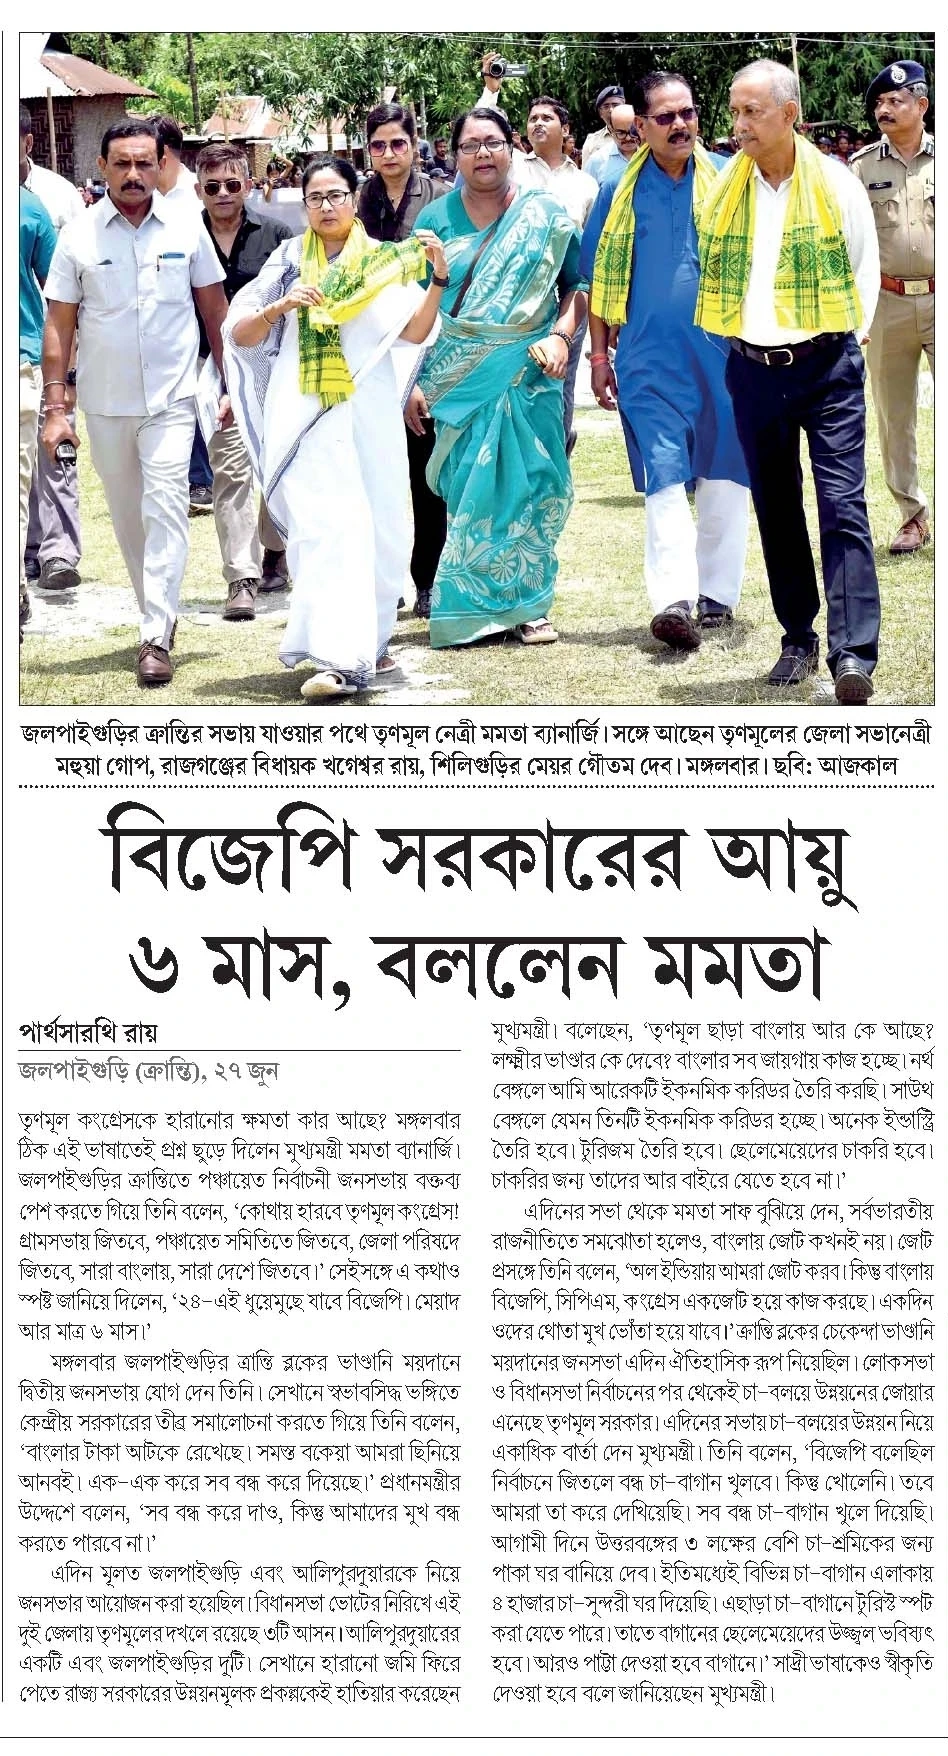 জলপাইগুড়ির ক্রান্তির সভায় যাওয়ার পথে তৃণমূল নেত্রী মমতা ব্যানার্জি। সঙ্গে আছেন তৃণমূলের জেলা সভানেত্রী
মহুয়া গোপ, রাজগঞ্জের বিধায়ক খগেশ্বর রায়, শিলিগুড়ির মেয়র গৌতম দেব। মঙ্গলবার। ছবি: আজকাল
বিজেপি সরকারের আয়ু
৬ মাস, বললেন মমতা
পার্থসারথি রায়
জলপাইগুড়ি (ক্রান্তি), ২৭ জুন
তৃণমূল কংগ্রেসকে হারানোর ক্ষমতা কার আছে? মঙ্গলবার
ঠিক এই ভাষাতেই প্রশ্ন ছুড়ে দিলেন মুখ্যমন্ত্রী মমতা ব্যানার্জি।
জলপাইগুড়ির ক্রান্তিতে পঞ্চায়েত নির্বাচনী জনসভায় বক্তব্য
পেশ করতে গিয়ে তিনি বলেন, ‘কোথায় হারবে তৃণমূল কংগ্রেস!
গ্রামসভায় জিতবে, পঞ্চায়েত সমিতিতে জিতবে, জেলা পরিষদে
জিতবে, সারা বাংলায়, সারা দেশে জিতবে।’ সেইসঙ্গে এ কথাও
স্পষ্ট জানিয়ে দিলেন, ‘২৪-এই ধুয়েমুছে যাবে বিজেপি। মেয়াদ
আর মাত্র ৬ মাস।’
মঙ্গলবার জলপাইগুড়ির ক্রান্তি ব্লকের ভাণ্ডানি ময়দানে
দ্বিতীয় জনসভায় যোগ দেন তিনি। সেখানে স্বভাবসিদ্ধ ভঙ্গিতে
কেন্দ্রীয় সরকারের তীব্র সমালোচনা করতে গিয়ে তিনি বলেন,
‘বাংলার টাকা আটকে রেখেছে। সমস্ত বকেয়া আমরা ছিনিয়ে
আনবই। এক-এক করে সব বন্ধ করে দিয়েছে।’ প্রধানমন্ত্রীর
উদ্দেশে বলেন, ‘সব বন্ধ করে দাও, কিন্তু আমাদের মুখ বন্ধ
করতে পারবে না।’
এদিন মূলত জলপাইগুড়ি এবং আলিপুরদুয়ারকে নিয়ে
জনসভার আয়োজন করা হয়েছিল। বিধানসভা ভোটের নিরিখে এই
দুই জেলায় তৃণমূলের দখলে রয়েছে ৩টি আসন। আলিপুরদুয়ারের
একটি এবং জলপাইগুড়ির দুটি। সেখানে হারানো জমি ফিরে
পেতে রাজ্য সরকারের উন্নয়নমূলক প্রকল্পকেই হাতিয়ার করেছেন
মুখ্যমন্ত্রী। বলেছেন, ‘তৃণমূল ছাড়া বাংলায় আর কে আছে?
লক্ষ্মীর ভাণ্ডার কে দেবে? বাংলার সব জায়গায় কাজ হচ্ছে। নর্থ
বেঙ্গলে আমি আরেকটি ইকনমিক করিডর তৈরি করছি। সাউথ
বেঙ্গলে যেমন তিনটি ইকনমিক করিডর হচ্ছে। অনেক ইন্ডাস্ট্রি
তৈরি হবে। টুরিজম তৈরি হবে। ছেলেমেয়েদের চাকরি হবে।
চাকরির জন্য তাদের আর বাইরে যেতে হবে না।’
এদিনের সভা থেকে মমতা সাফ বুঝিয়ে দেন, সর্বভারতীয়
রাজনীতিতে সমঝোতা হলেও, বাংলায় জোট কখনই নয়। জোট
প্রসঙ্গে তিনি বলেন, ‘অল ইন্ডিয়ায় আমরা জোট করব। কিন্তু বাংলায়
বিজেপি, সিপিএম, কংগ্রেস একজোট হয়ে কাজ করছে। একদিন
ওদের থোতা মুখ ভোঁতা হয়ে যাবে।’ ক্রান্তি ব্লকের চেকেন্দা ভাণ্ডানি
ময়দানের জনসভা এদিন ঐতিহাসিক রূপ নিয়েছিল। লোকসভা
ও বিধানসভা নির্বাচনের পর থেকেই চা-বলয়ে উন্নয়নের জোয়ার
এনেছে তৃণমূল সরকার। এদিনের সভায় চা-বলয়ের উন্নয়ন নিয়ে
একাধিক বার্তা দেন মুখ্যমন্ত্রী। তিনি বলেন, ‘বিজেপি বলেছিল
নির্বাচনে জিতলে বন্ধ চা-বাগান খুলবে। কিন্তু খোলেনি। তবে
আমরা তা করে দেখিয়েছি। সব বন্ধ চা-বাগান খুলে দিয়েছি।
আগামী দিনে উত্তরবঙ্গের ৩ লক্ষের বেশি চা-শ্রমিকের জন্য
পাকা ঘর বানিয়ে দেব। ইতিমধ্যেই বিভিন্ন চা-বাগান এলাকায়
৪ হাজার চা-সুন্দরী ঘর দিয়েছি। এছাড়া চা-বাগানে টুরিস্ট স্পট
করা যেতে পারে। তাতে বাগানের ছেলেমেয়েদের উজ্জ্বল ভবিষ্যৎ
হবে। আরও পাট্টা দেওয়া হবে বাগানে।’ সাদ্রী ভাষাকেও স্বীকৃতি
দেওয়া হবে বলে জানিয়েছেন মুখ্যমন্ত্রী।